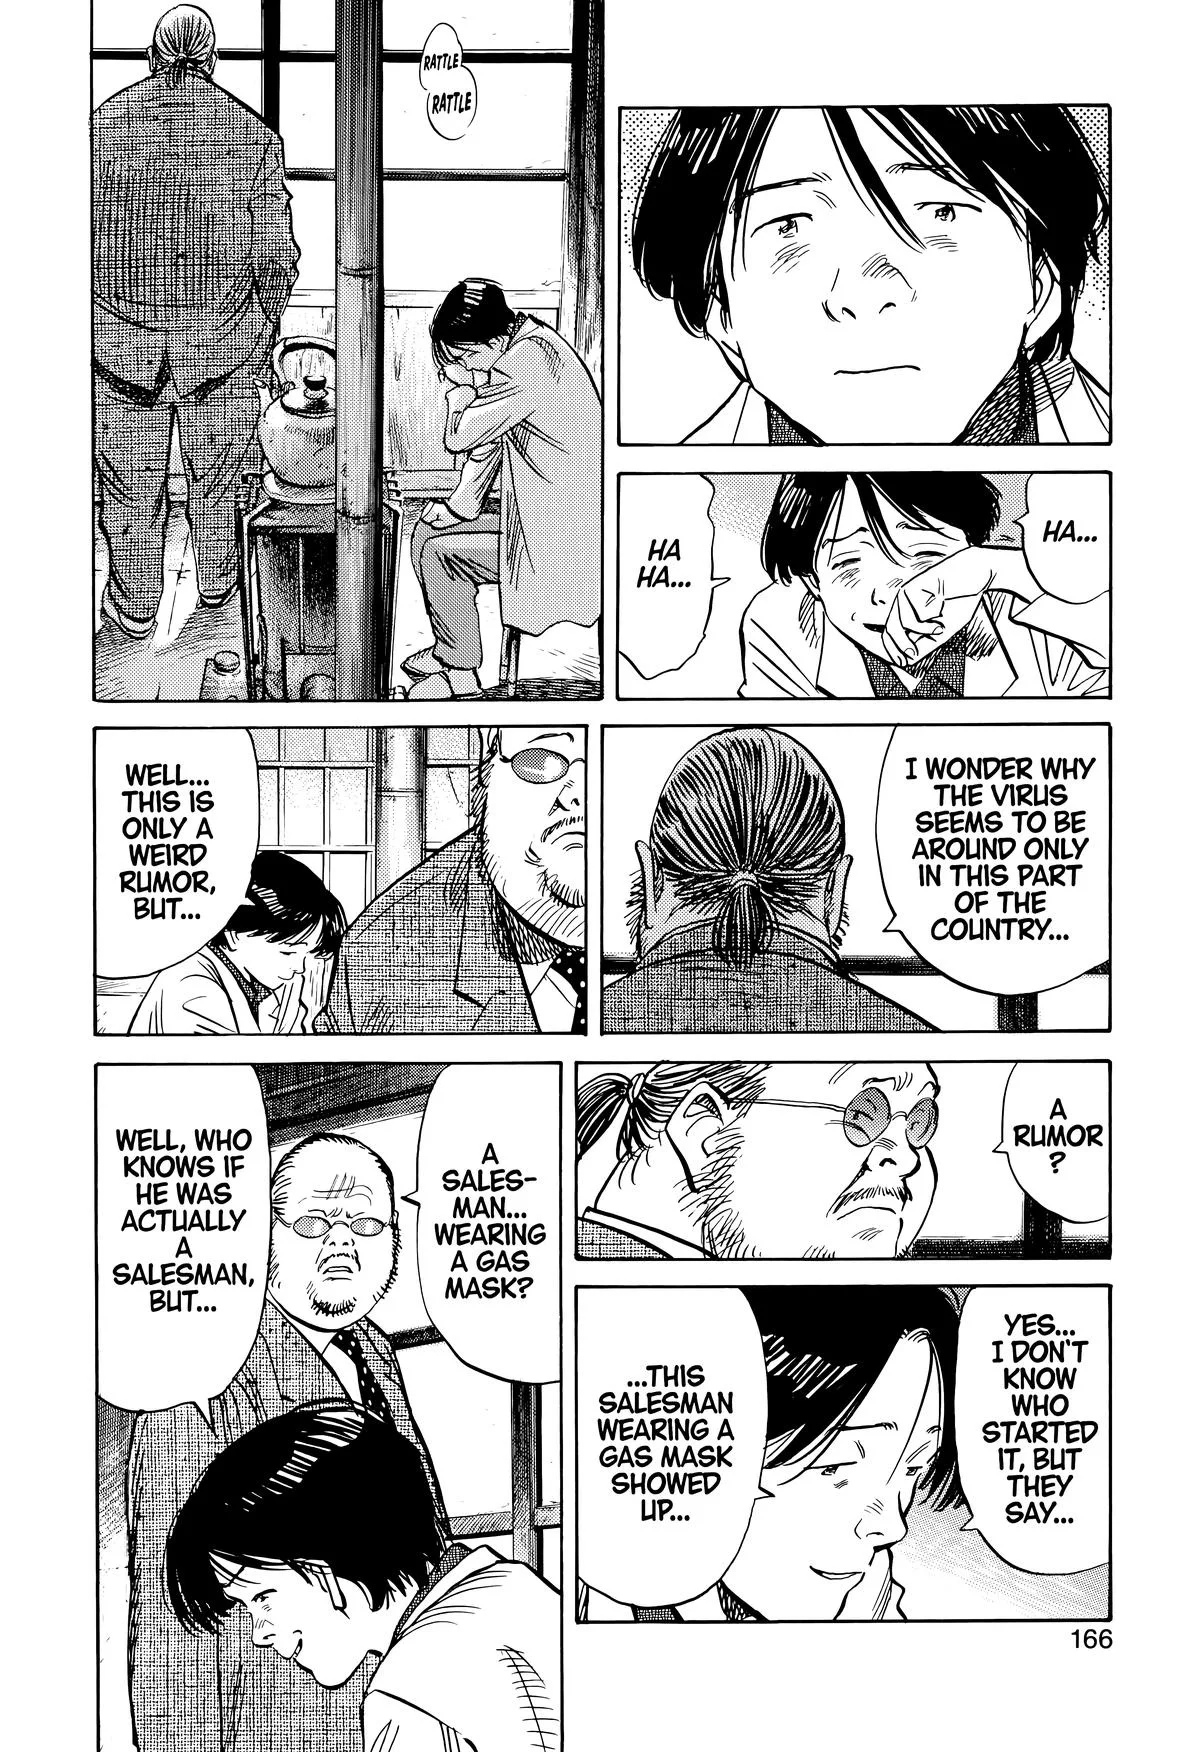 HA...
HA
HA...
RATTLE
RATTLE
I WONDER WHY
THE VIRUS
SEEMS TO BE
AROUND ONLY
IN THIS PART
OF THE
COUNTRY...
WELL...
THIS IS
ONLY A
WEIRD
RUMOR,
BUT...
A
RUMOR
?
YES...
I DON'T
KNOW
WHO
STARTED
IT, BUT
THEY
SAY...
...THIS
SALESMAN
WEARING A
GAS MASK
SHOWED
UP...
A
SALES-
MAN...
WEARING
A GAS
MASK?
WELL, WHO
KNOWS IF
HE WAS
ACTUALLY
A
SALESMAN,
BUT...
166